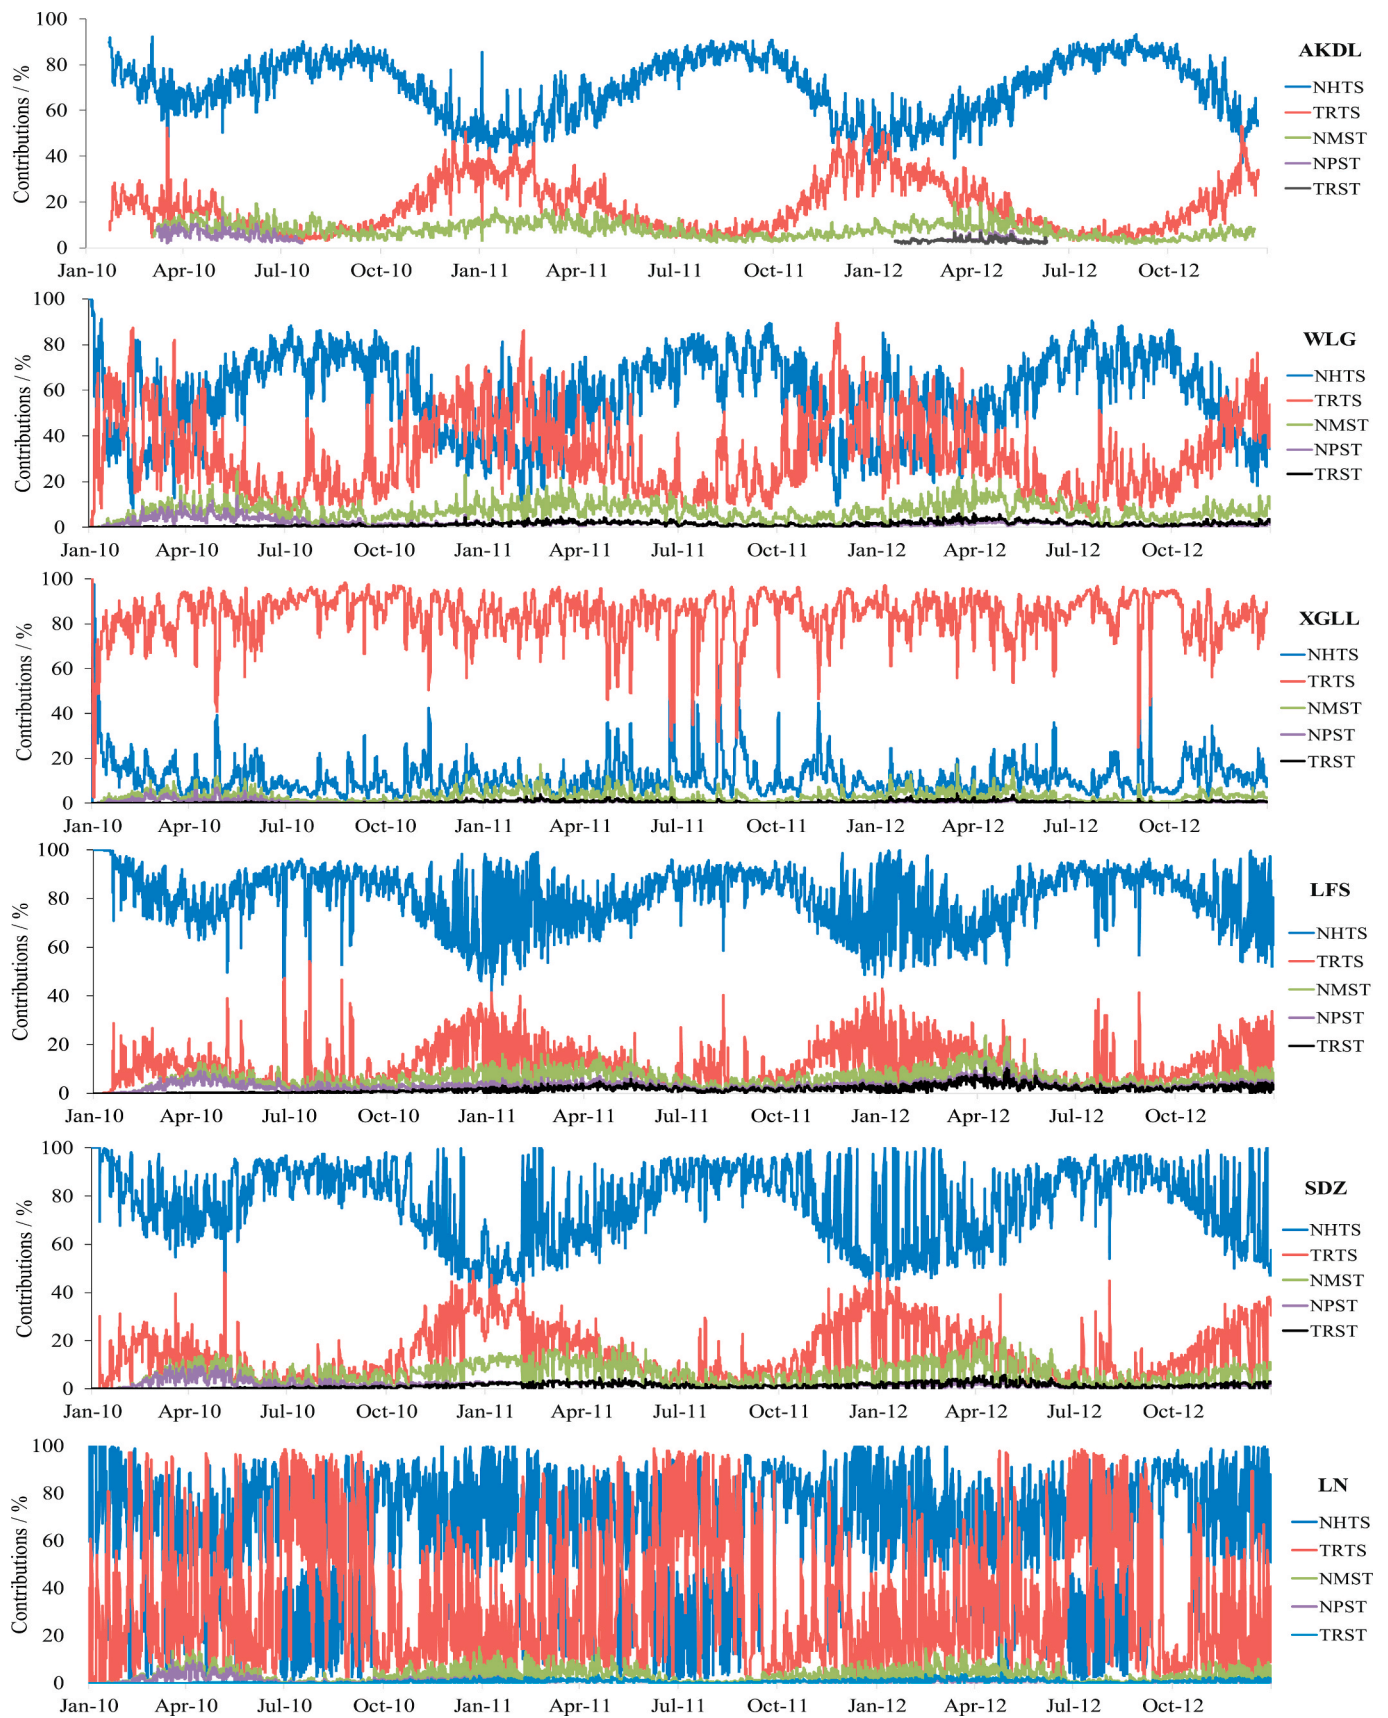 Contributions / %
100
80
60
40
20
0
Jan-10 Apr-10 Jul-10 Oct-10 Jan-11 Apr-11 Jul-11 Oct-11 Jan-12 Apr-12 Jul-12 Oct-12
AKDL
NHTS
TRTS
NMST
NPST
TRST
Contributions / %
100
80
60
40
20
0
Jan-10 Apr-10 Jul-10 Oct-10 Jan-11 Apr-11 Jul-11 Oct-11 Jan-12 Apr-12 Jul-12 Oct-12
WLG
NHTS
TRTS
NMST
NPST
TRST
Contributions / %
100
80
60
40
20
0
Jan-10 Apr-10 Jul-10 Oct-10 Jan-11 Apr-11 Jul-11 Oct-11 Jan-12 Apr-12 Jul-12 Oct-12
XGLL
NHTS
TRTS
NMST
NPST
TRST
Contributions / %
100
80
60
40
20
0
Jan-10 Apr-10 Jul-10 Oct-10 Jan-11 Apr-11 Jul-11 Oct-11 Jan-12 Apr-12 Jul-12 Oct-12
LFS
NHTS
TRTS
NMST
NPST
TRST
Contributions / %
100
80
60
40
20
0
Jan-10 Apr-10 Jul-10 Oct-10 Jan-11 Apr-11 Jul-11 Oct-11 Jan-12 Apr-12 Jul-12 Oct-12
SDZ
NHTS
TRTS
NMST
NPST
TRST
Contributions / %
100
80
60
40
20
0
Jan-10 Apr-10 Jul-10 Oct-10 Jan-11 Apr-11 Jul-11 Oct-11 Jan-12 Apr-12 Jul-12 Oct-12
LN
NHTS
TRTS
NMST
NPST
TRST